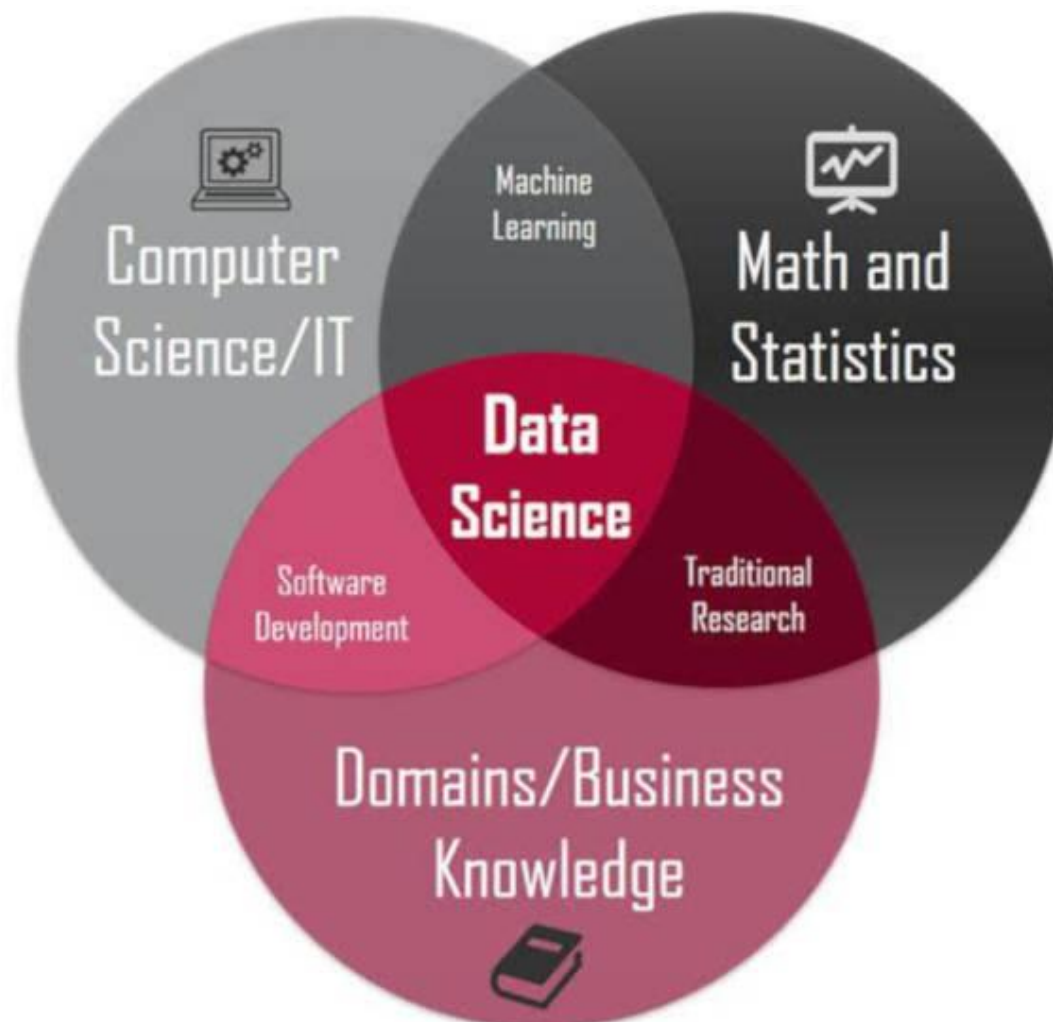 Machine
Learning
Computer
Science/IT
Math and
Statistics
Data
Science
Software
Development
Traditional
Research
Domains/Business
Knowledge